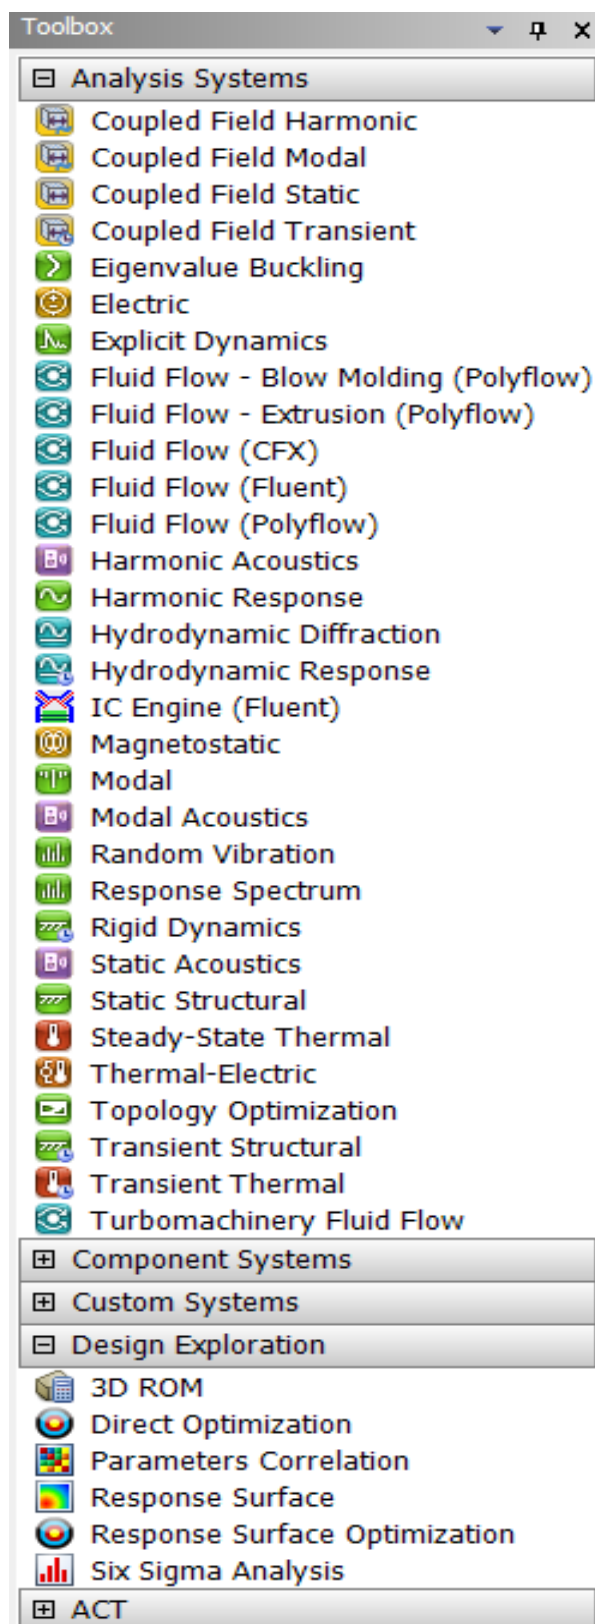 Toolbox
Analysis Systems
Coupled Field Harmonic
Coupled Field Modal
Coupled Field Static
Coupled Field Transient
Eigenvalue Buckling
Electric
Explicit Dynamics
Fluid Flow - Blow Molding (Polyflow)
Fluid Flow - Extrusion (Polyflow)
Fluid Flow (CFX)
Fluid Flow (Fluent)
Fluid Flow (Polyflow)
Harmonic Acoustics
Harmonic Response
Hydrodynamic Diffraction
Hydrodynamic Response
IC Engine (Fluent)
Magnetostatic
Modal
Modal Acoustics
Random Vibration
Response Spectrum
Rigid Dynamics
Static Acoustics
Static Structural
Steady-State Thermal
Thermal-Electric
Topology Optimization
Transient Structural
Transient Thermal
Turbomachinery Fluid Flow
Component Systems
Custom Systems
Design Exploration
3D ROM
Direct Optimization
Parameters Correlation
Response Surface
Response Surface Optimization
Six Sigma Analysis
ACT